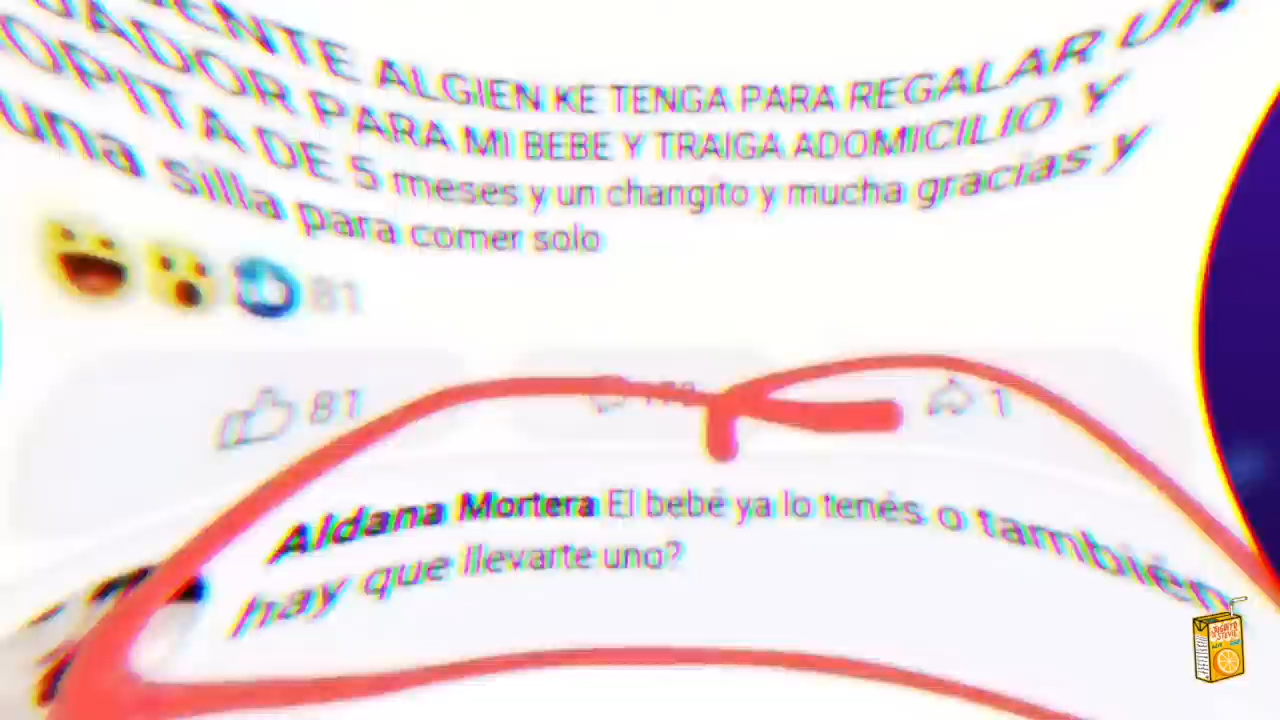 ALGIEN KE TENGA PARA REGALAR UN
PARA MI BEBE Y TRAIGA ADOMICILIO Y
DE 5 meses y un changito y mucha gracias y
una silla para comer solo
81
81 1
Aldana Mortera El bebé ya lo tenés o también
hay que llevarte uno?
JUGUITO
STEVIE